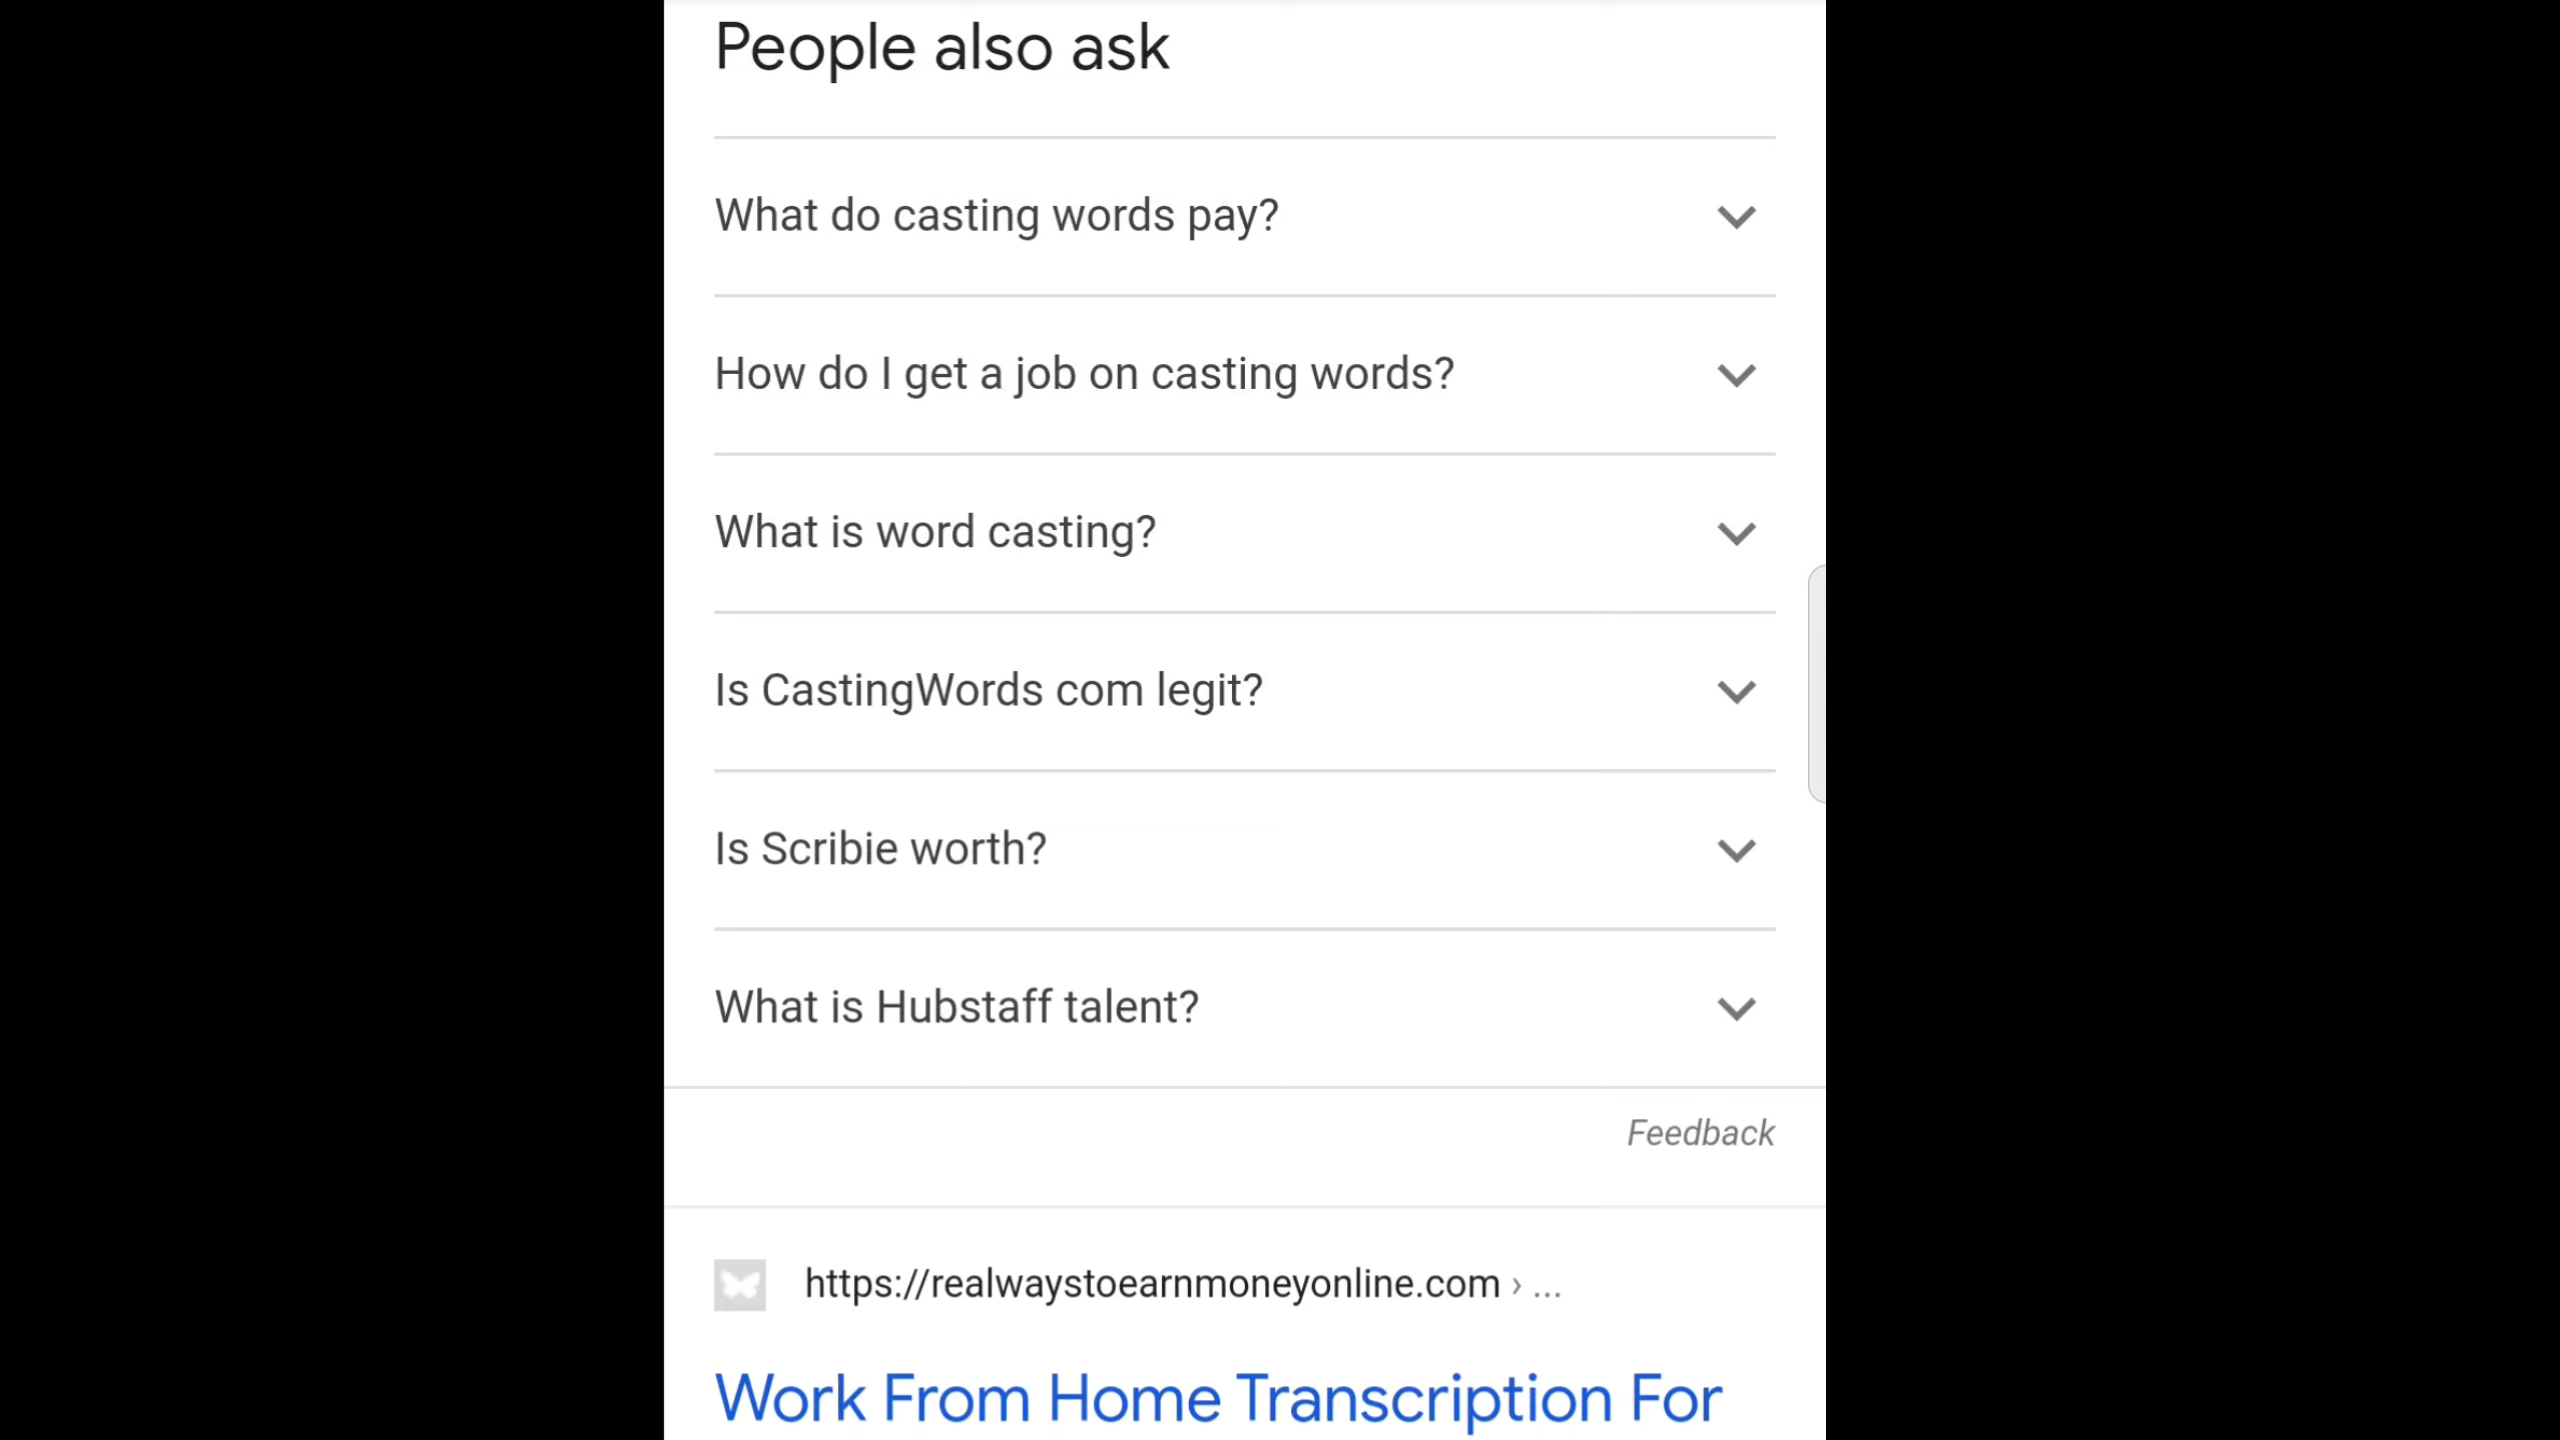 People also ask
What do casting words pay?
How do I get a job on casting words?
What is word casting?
Is CastingWords com legit?
Is Scribie worth?
What is Hubstaff talent?
Feedback
https://realwaystoearnmoneyonline.com › ...
Work From Home Transcription For